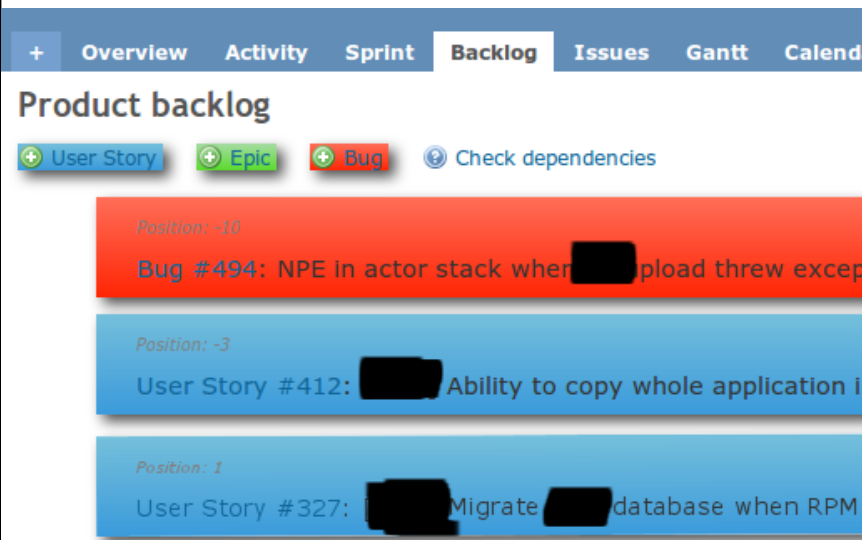 + Overview Activity Sprint Backlog Issues Gantt Calend
Product backlog
User Story Epic Bug Check dependencies
Position: -10
Bug #494: NPE in actor stack when pload threw excep
Position: -3
User Story #412: Ability to copy whole application i
Position: 1
User Story #327: [ Migrate database when RPM